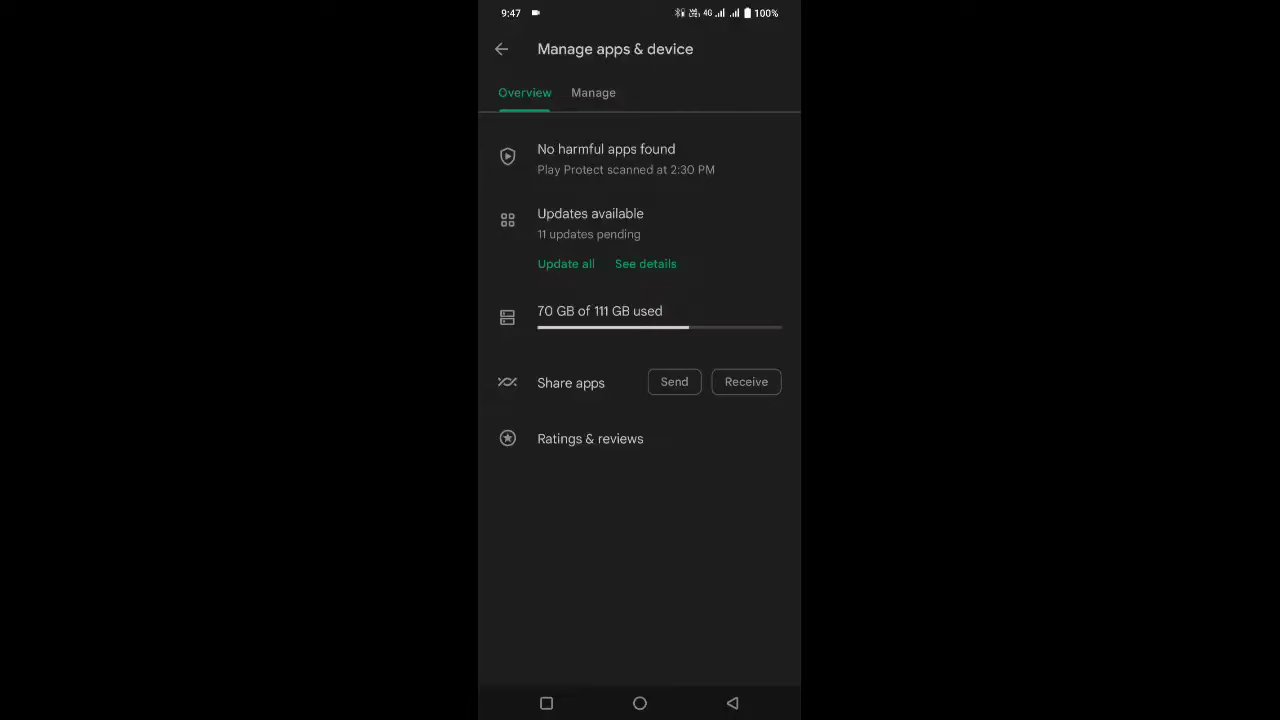 9:47 4G 100%
Manage apps & device
Overview Manage
No harmful apps found
Play Protect scanned at 2:30 PM
Updates available
11 updates pending
Update all See details
70 GB of 111 GB used
Share apps Send Receive
Ratings & reviews